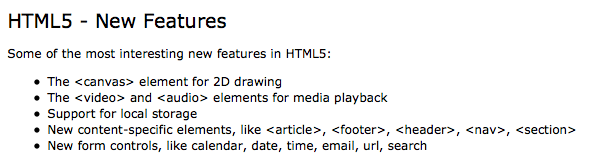 HTML5 - New Features
Some of the most interesting new features in HTML5:
• The <canvas> element for 2D drawing
• The <video> and <audio> elements for media playback
• Support for local storage
• New content-specific elements, like <article>, <footer>, <header>, <nav>, <section>
• New form controls, like calendar, date, time, email, url, search